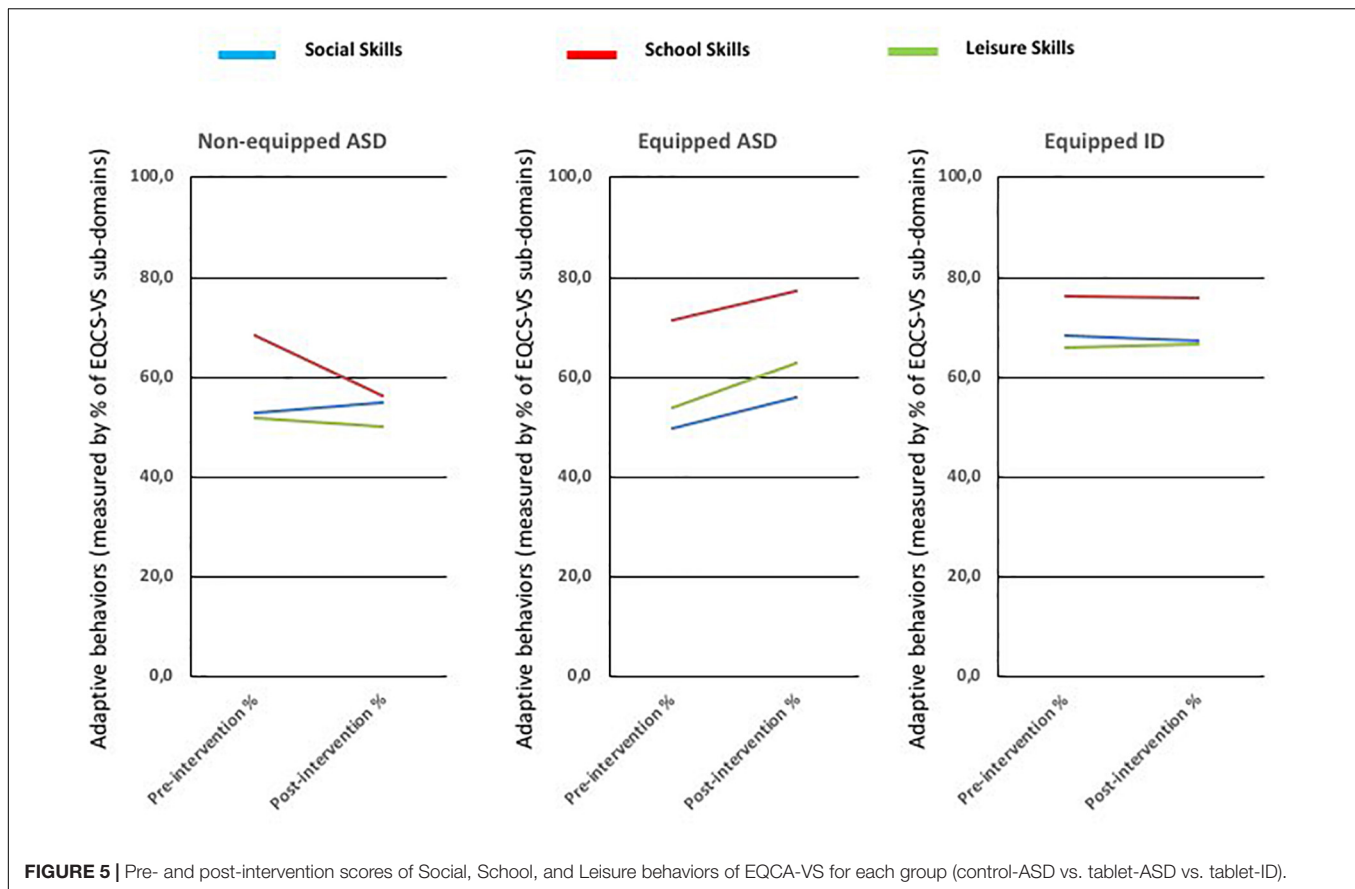 Social Skills
School Skills
Leisure Skills
Non-equipped ASD
Adaptive behaviors (measured by % of EQCS-VS sub-domains)
100,0
80,0
60,0
40,0
20,0
0,0
Pre-intervention %
Post-intervention %
Equipped ASD
Adaptive behaviors (measured by % of EQCS-VS sub-domains)
100,0
80,0
60,0
40,0
20,0
0,0
Pre-intervention %
Post-intervention %
Equipped ID
Adaptive behaviors (measured by % of EQCS-VS sub-domains)
100,0
80,0
60,0
40,0
20,0
0,0
Pre-intervention %
Post-intervention %
FIGURE 5 | Pre- and post-intervention scores of Social, School, and Leisure behaviors of EQCA-VS for each group (control-ASD vs. tablet-ASD vs. tablet-ID).